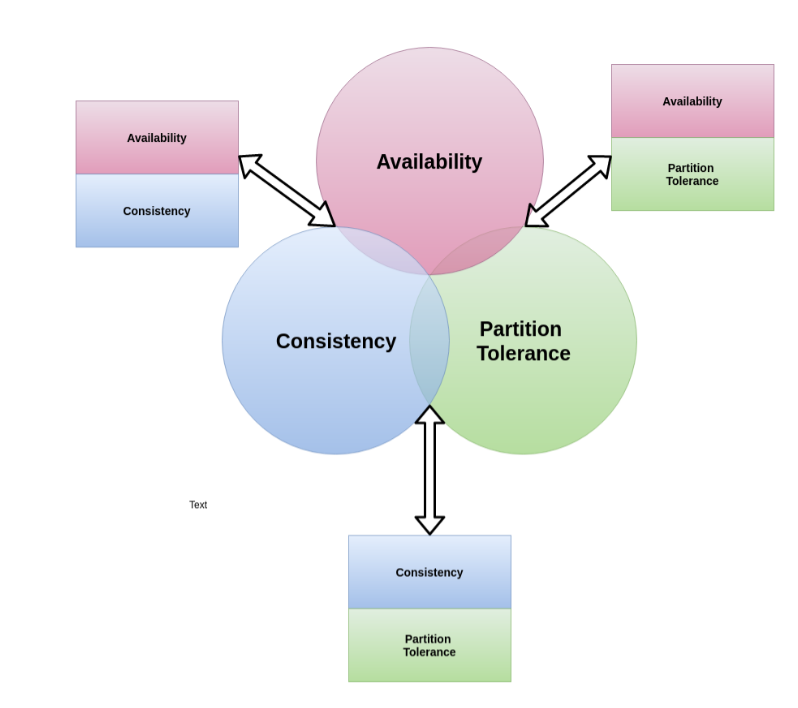 Availability
Availability
Availability
Partition
Tolerance
Consistency
Consistency
Partition
Tolerance
Text
Consistency
Partition
Tolerance